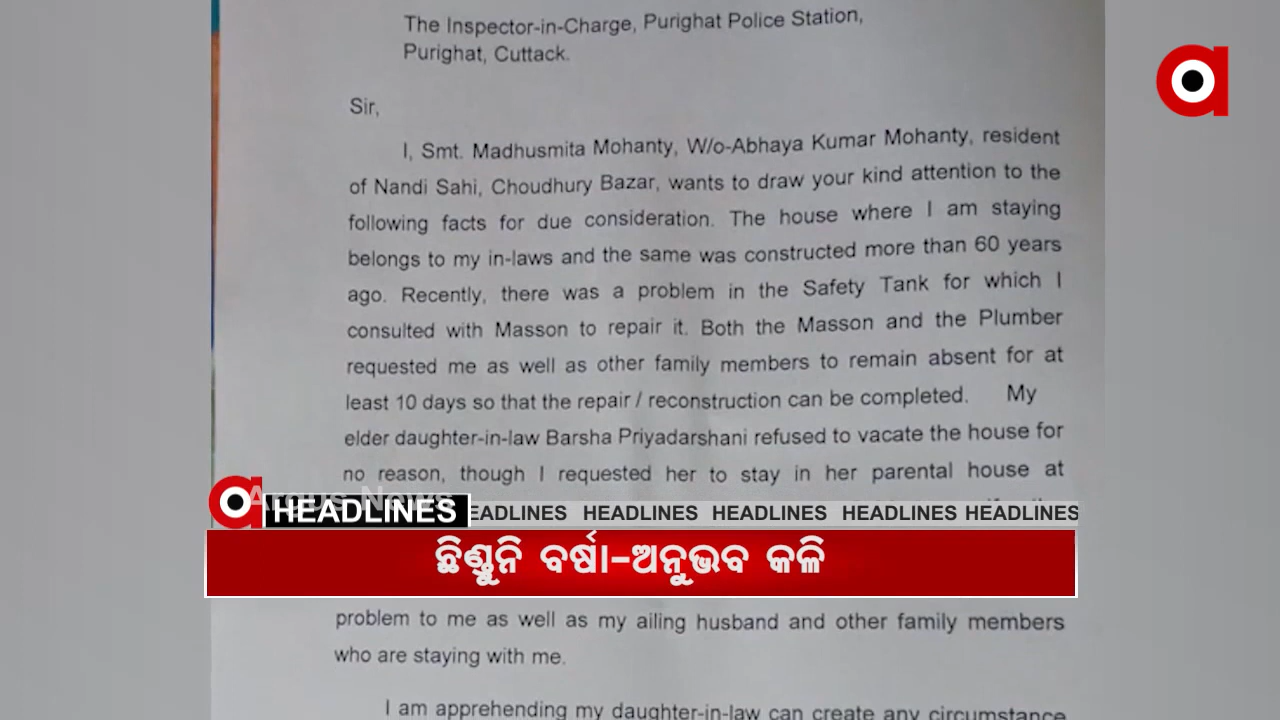 The Inspector-in-Charge, Purighat Police Station,
Purighat, Cuttack.
Sir,
I, Smt. Madhusmita Mohanty, W/o-Abhaya Kumar Mohanty, resident
of Nandi Sahi, Choudhury Bazar, wants to draw your kind attention to the
following facts for due consideration. The house where I am staying
belongs to my in-laws and the same was constructed more than 60 years
ago. Recently, there was a problem in the Safety Tank for which I
consulted with Masson to repair it. Both the Masson and the Plumber
requested me as well as other family members to remain absent for at
least 10 days so that the repair / reconstruction can be completed. My
elder daughter-in-law Barsha Priyadarshani refused to vacate the house for
no reason, though I requested her to stay in her parental house at
Argus News
HEADLINES EADLINES HEADLINES HEADLINES HEADLINES HEADLINES
ଛିଣ୍ଡୁନି ବର୍ଷା-ଅନୁଭବ କଳି
problem to me as well as my ailing husband and other family members
who are staying with me.
I am apprehending my daughter-in-law can create any circumstance